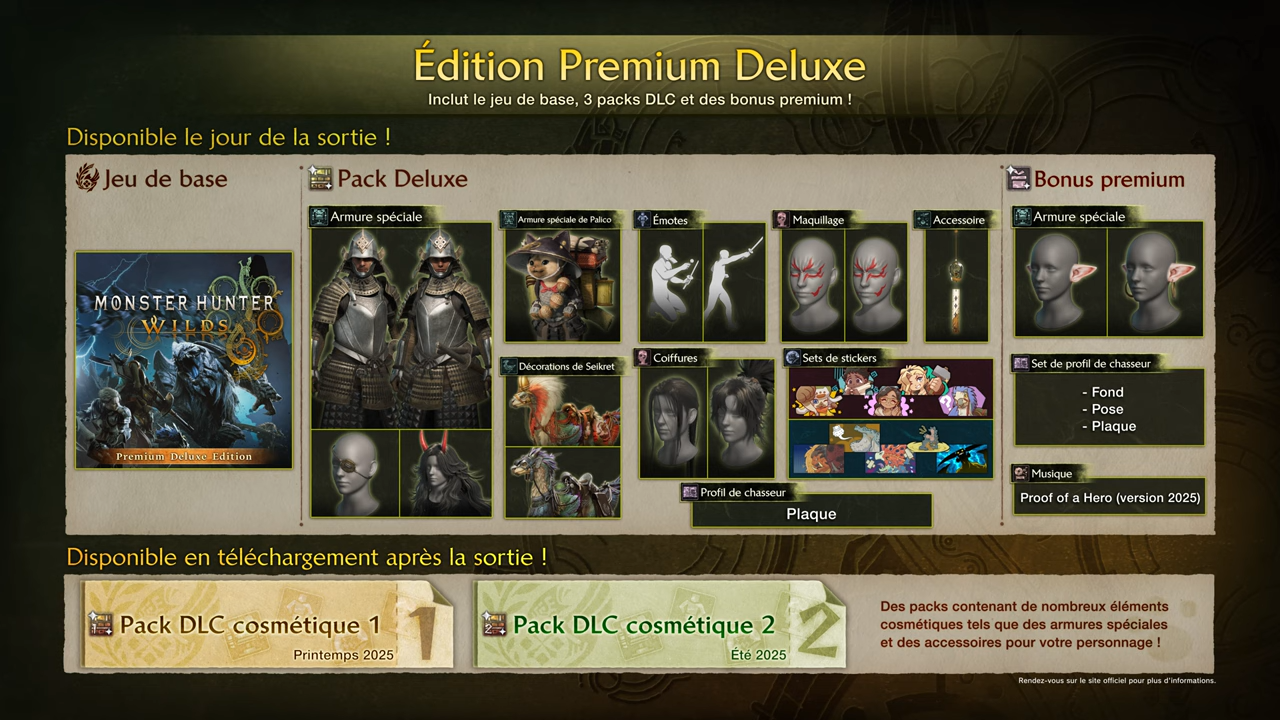 Édition Premium Deluxe
Inclut le jeu de base, 3 packs DLC et des bonus premium !
Disponible le jour de la sortie !
Jeu de base
MONSTER HUNTER
WILDS
Premium Deluxe Edition
Pack Deluxe
Armure spéciale
Armure spéciale de Palico
Émotes
Maquillage
Accessoire
Décorations de Seikret
Coiffures
Sets de stickers
Profil de chasseur
Plaque
Bonus premium
Armure spéciale
Set de profil de chasseur
- Fond
- Pose
- Plaque
Musique
Proof of a Hero (version 2025)
Disponible en téléchargement après la sortie !
1
Pack DLC cosmétique 1
1
Printemps 2025
2
Pack DLC cosmétique 2
2
Été 2025
Des packs contenant de nombreux éléments
cosmétiques tels que des armures spéciales
et des accessoires pour votre personnage !
Rendez-vous sur le site officiel pour plus d'informations.